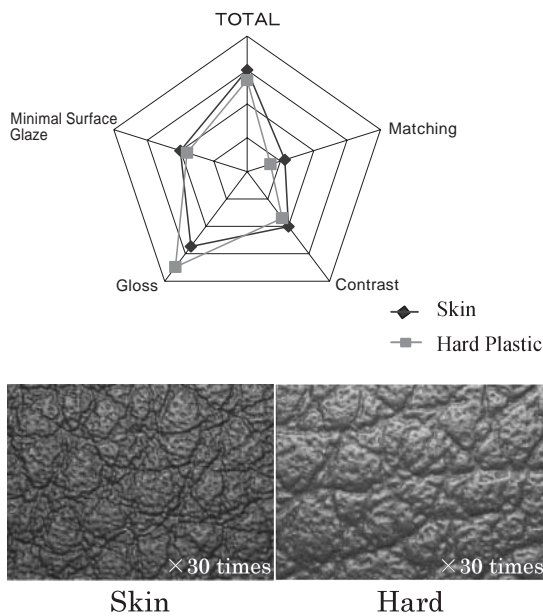 TOTAL
Minimal Surface
Glaze
Matching
Gloss
Contrast
Skin
Hard Plastic
×30 times
×30 times
Skin
Hard